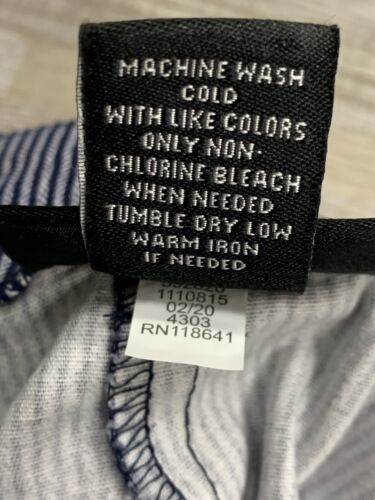 MACHINE WASH
COLD
WITH LIKE COLORS
ONLY NON-
CHLORINE BLEACH
WHEN NEEDED
TUMBLE DRY LOW
WARM IRON
IF NEEDED
1110815
02/20
4303
RN118641